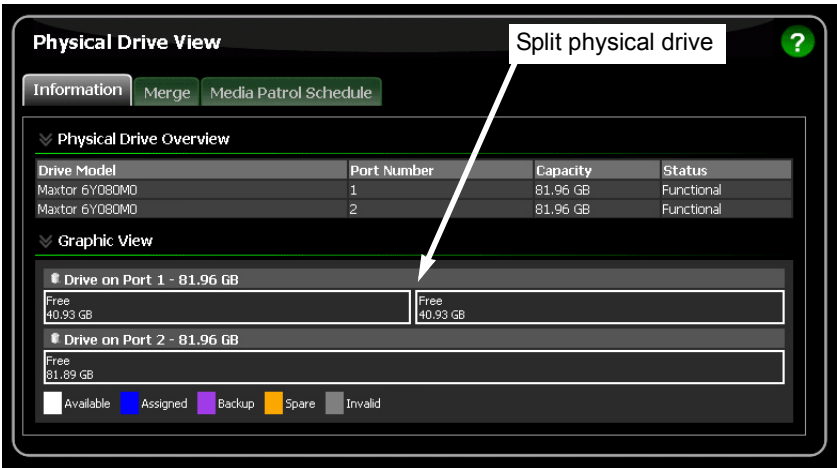 Physical Drive View
Split physical drive
?
Information Merge Media Patrol Schedule
Physical Drive Overview
Drive Model Port Number Capacity Status
Maxtor 6Y080M0 1 81.96 GB Functional
Maxtor 6Y080M0 2 81.96 GB Functional
Graphic View
Drive on Port 1 - 81.96 GB
Free Free
40.93 GB 40.93 GB
Drive on Port 2 - 81.96 GB
Free
81.89 GB
Available Assigned Backup Spare Invalid